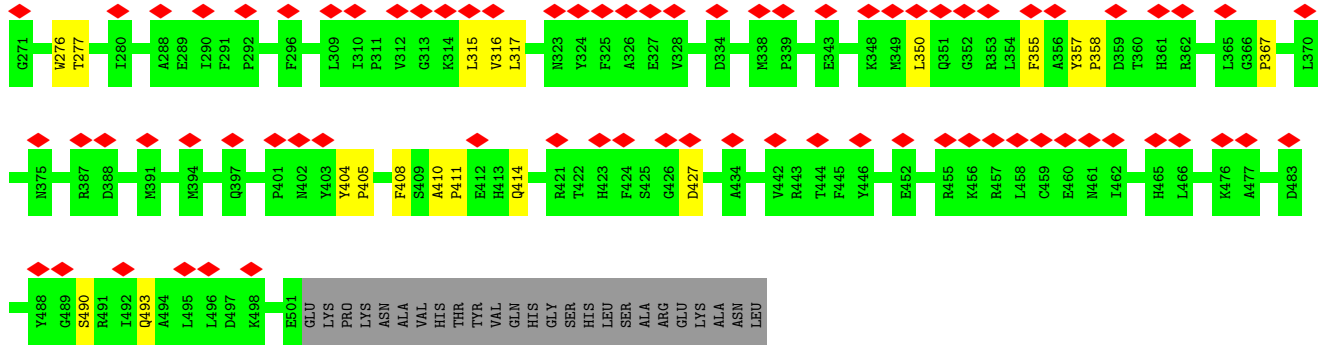 G271 W276 T277 I280 A288 E289 I290 F291 P292 F296 L309 I310 P311 V312 G313 K314 L315 V316 L317 N323 Y324 F325 A326 E327 V328 D334 M338 P339 E343 K348 M349 L350 Q351 G352 R353 L354 F355 A356 Y357 P358 D359 T360 H361 R362 L365 G366 P367 L370
N375 R387 D388 M391 M394 Q397 P401 N402 Y403 Y404 P405 F408 S409 A410 P411 E412 H413 Q414 R421 T422 H423 F424 S425 G426 D427 A434 V442 R443 T444 F445 Y446 E452 R455 K456 R457 L458 C459 E460 N461 I462 H465 L466 K476 A477 D483
Y488 G489 S490 R491 I492 Q493 A494 L495 L496 D497 K498 E501 GLU LYS PRO LYS ASN ALA VAL HIS THR TYR VAL GLN HIS GLY SER HIS LEU SER ALA ARG GLU LYS ALA ASN LEU